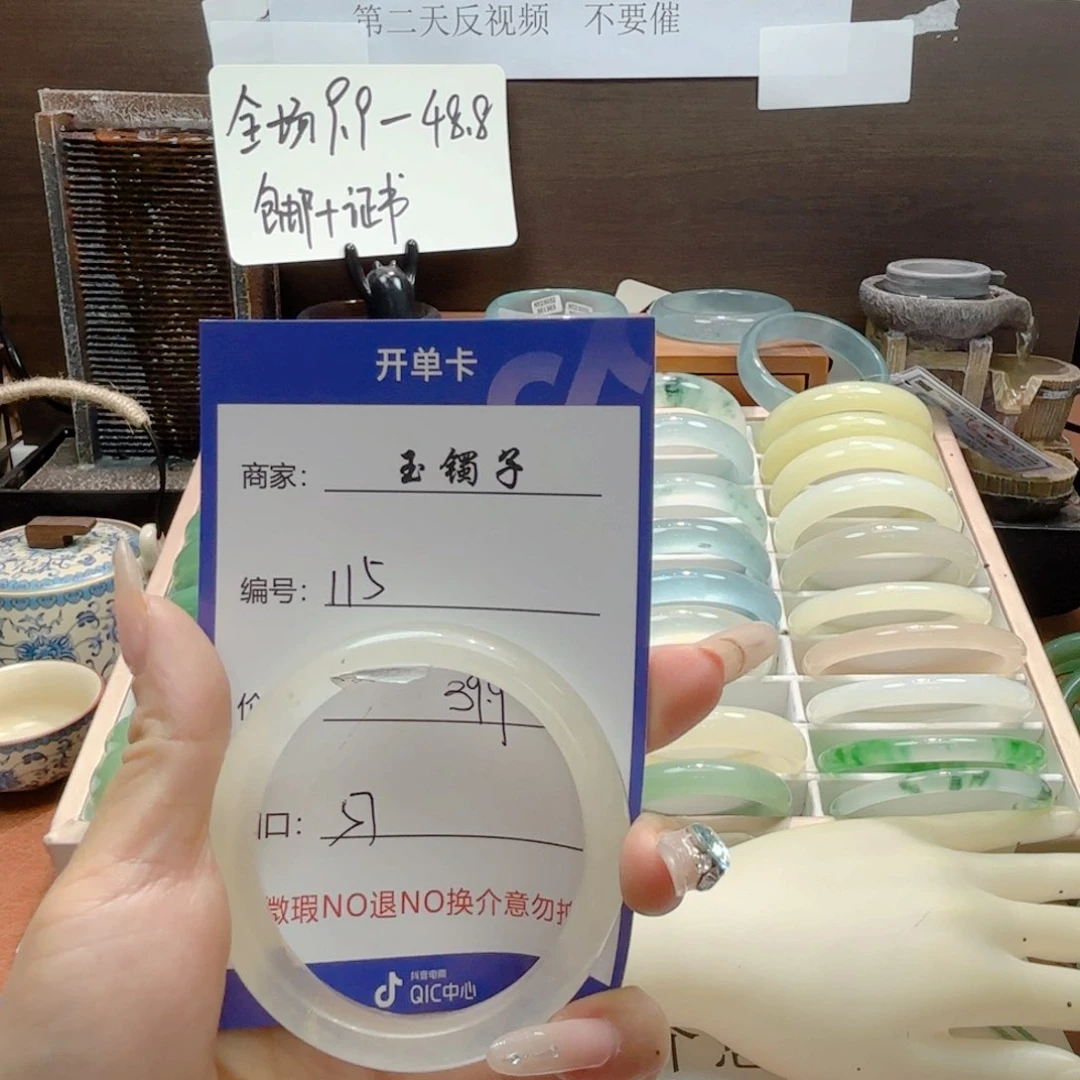 第二天反视频 不要催
全场9.9-48.8
包邮+证书
开单卡
商家: 玉镯子
编号: 115
39.9
口:
微瑕NO退NO换介意勿
抖音电商
QIC中心